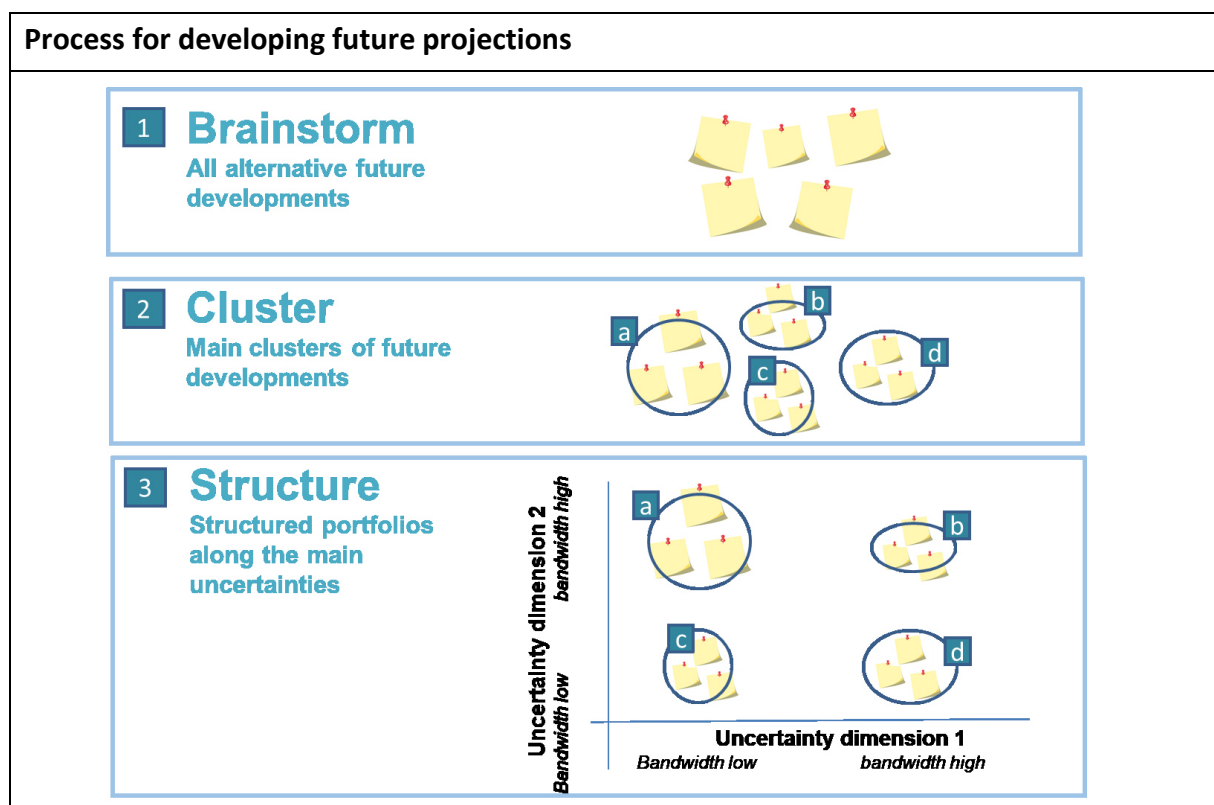 Process for developing future projections
1
Brainstorm
All alternative future
developments
2
Cluster
Main clusters of future
developments
a
b
c
d
3
Structure
Structured portfolios
along the main
uncertainties
Uncertainty dimension 2
Bandwidth low
bandwidth high
a
b
c
d
Uncertainty dimension 1
Bandwidth low
bandwidth high